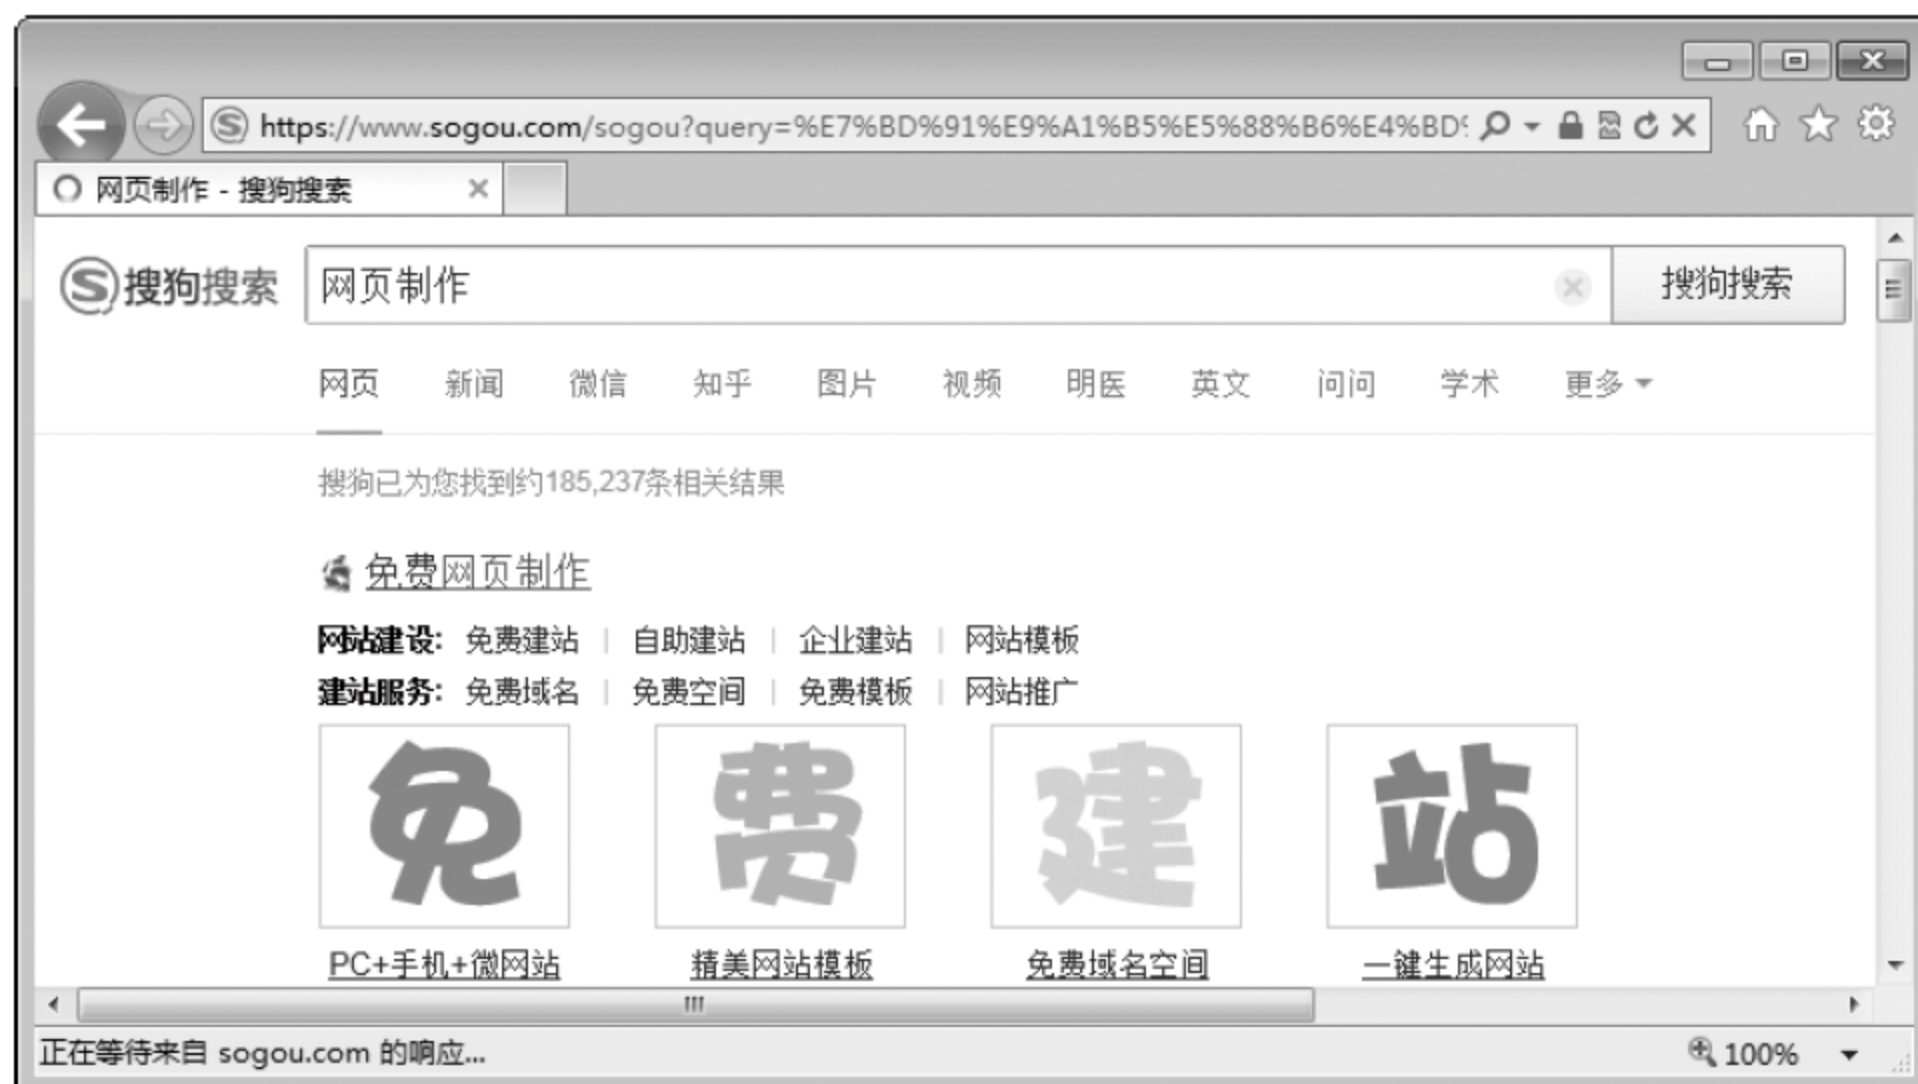 https://www.sogou.com/sogou?query=%E7%BD%91%E9%A1%B5%E5%88%B6%E4%BD%
网页制作 - 搜狗搜索
搜狗搜索 网页制作 搜狗搜索
网页 新闻 微信 知乎 图片 视频 明医 英文 问问 学术 更多
搜狗已为您找到约185,237条相关结果
免费网页制作
网站建设: 免费建站 | 自助建站 | 企业建站 | 网站模板
建站服务: 免费域名 | 免费空间 | 免费模板 | 网站推广
免 费 建 站
PC+手机+微网站 精美网站模板 免费域名空间 一键生成网站
正在等待来自 sogou.com 的响应... 100%